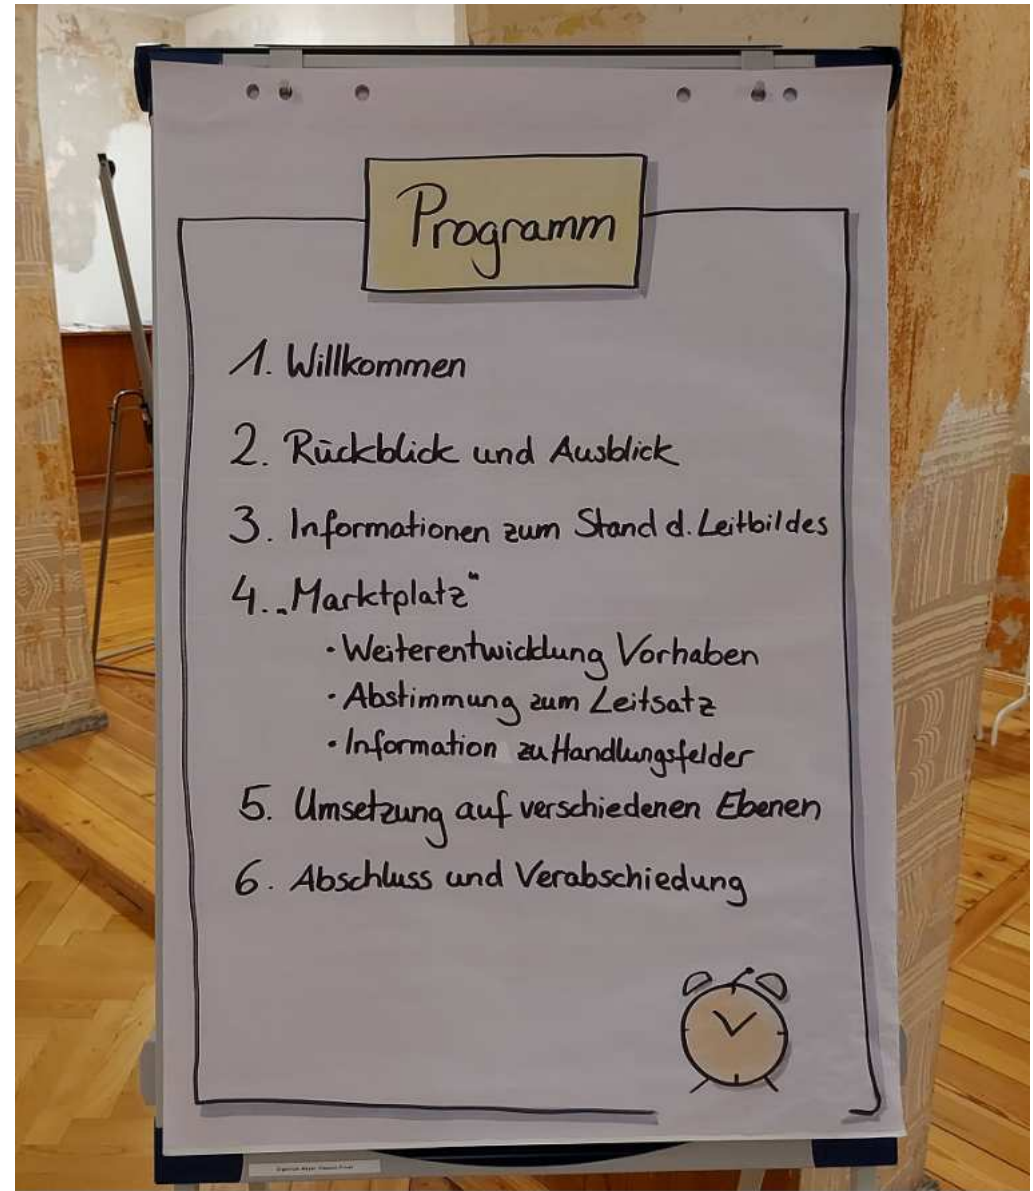 Programm
1. Willkommen
2. Rückblick und Ausblick
3. Informationen zum Stand d. Leitbildes
4. „Marktplatz“
· Weiterentwicklung Vorhaben
· Abstimmung zum Leitsatz
· Information zu Handlungsfelder
5. Umsetzung auf verschiedenen Ebenen
6. Abschluss und Verabschiedung